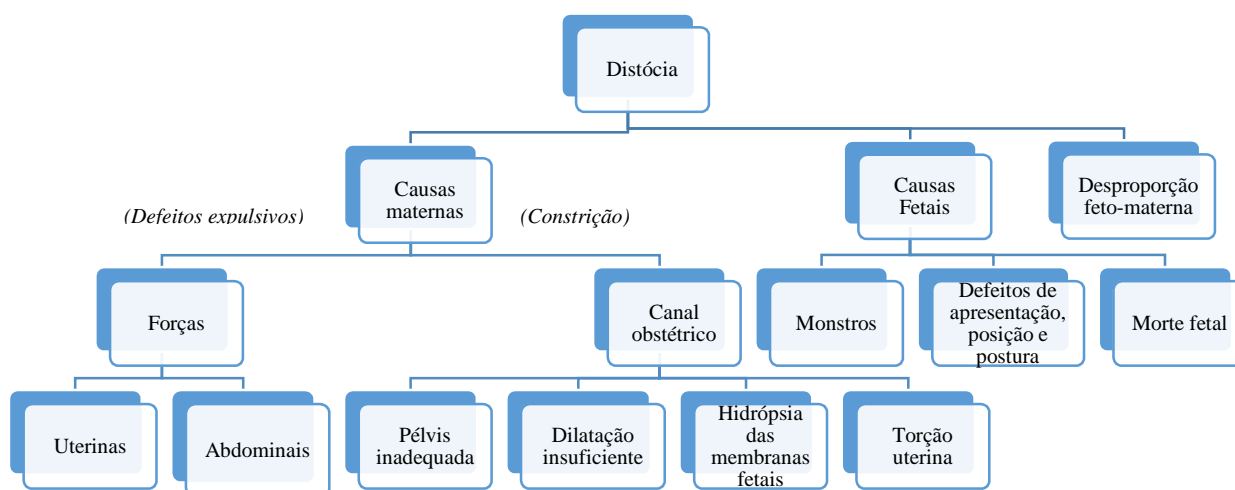 Distócia
Causas
maternas
Causas
Fetais
Desproporção
feto-materna
(Defeitos expulsivos)
(Constrição)
Forças
Canal
obstétrico
Monstros
Defeitos de
apresentação,
posição e
postura
Morte fetal
Uterinas
Abdominais
Pélvis
inadequada
Dilatação
insuficiente
Hidrópsia
das
membranas
fetais
Torção
uterina